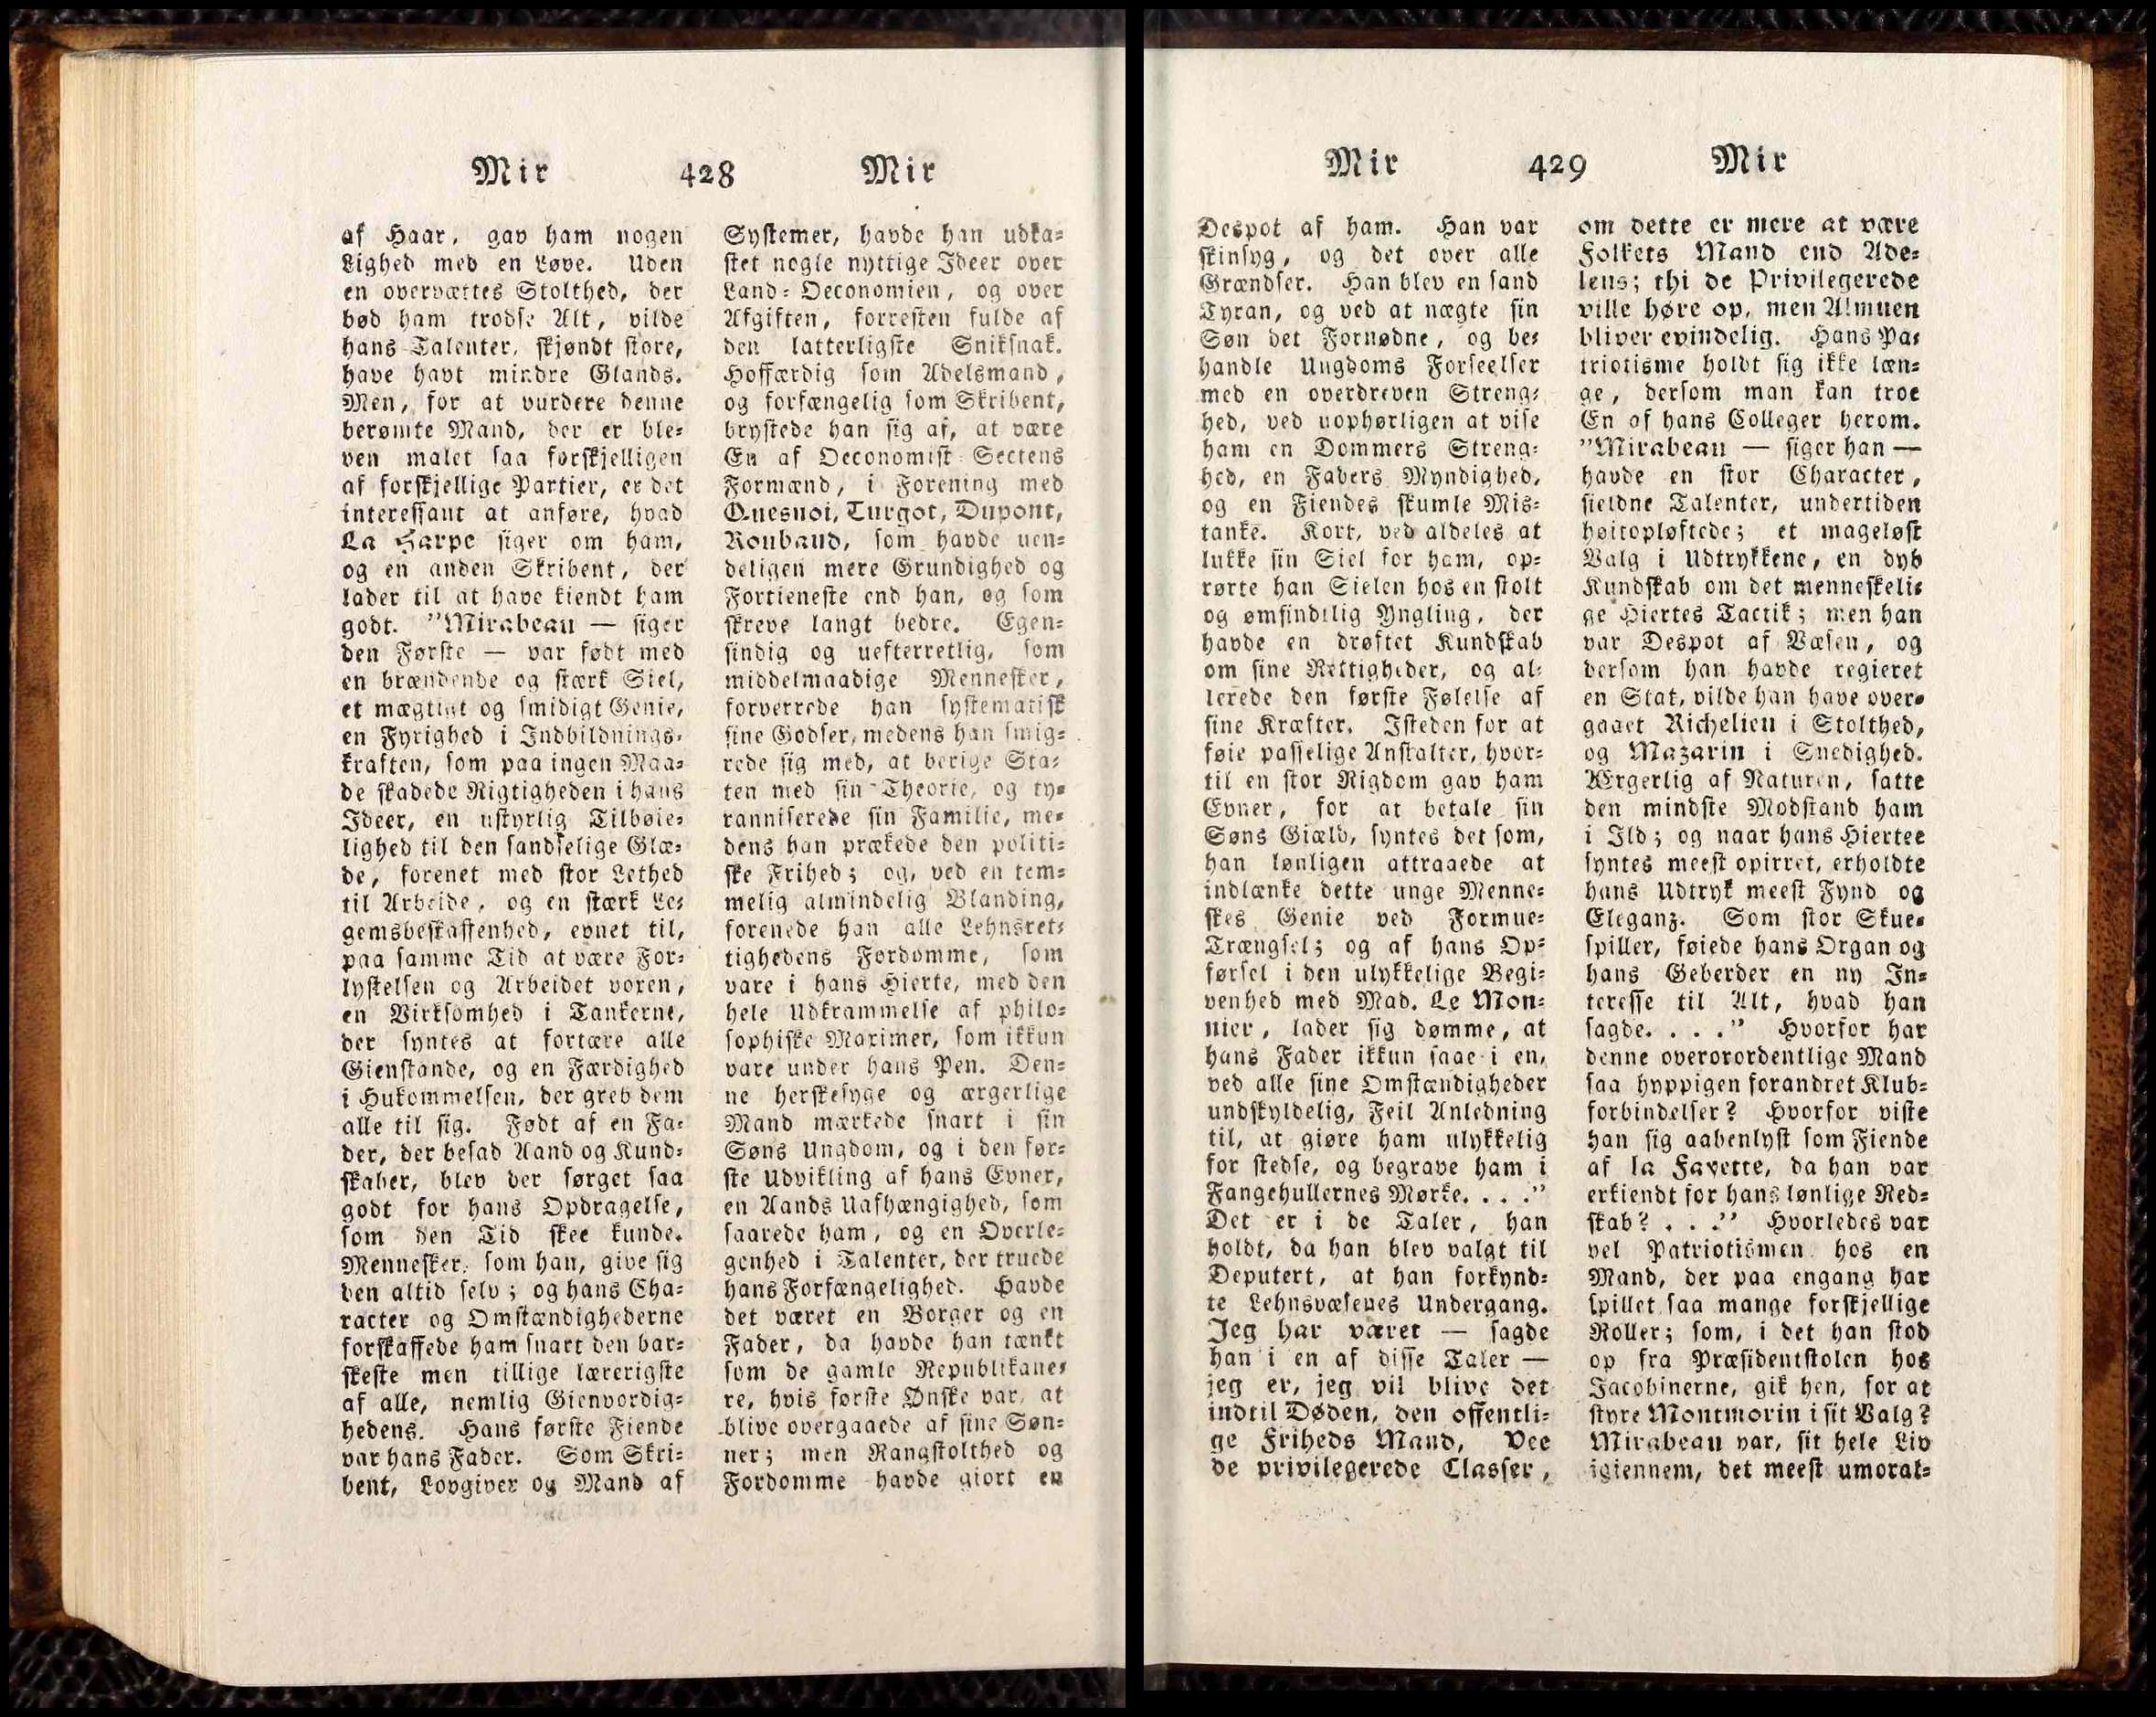 Mir 428 Mir
af Haar, gav ham nogen
Lighed med en Løve. Uden
en overvættes Stolthed, der
bød ham trodse Alt, vilde
hans Talenter, skjøndt store,
have havt mindre Glands.
Men, for at vurdere denne
berømte Mand, der er ble=
ven malet saa forskjelligen
af forskjellige Partier, er det
interessant at anføre, hvad
La Harpe siger om ham,
og en anden Skribent, der
lader til at have kiendt ham
godt. "Mirabeau — siger
den Første — var født med
en brændende og stærk Siel,
et mægtigt og smidigt Genie,
en Fyrighed i Indbildnings=
kraften, som paa ingen Maa=
de skadede Rigtigheden i hans
Ideer, en ustyrlig Tilbøie=
lighed til den sandselige Glæ=
de, forenet med stor Lethed
til Arbeide, og en stærk Le=
gemsbeskaffenhed, evnet til,
paa samme Tid at være For=
lystelsen og Arbeidet voxen,
en Virksomhed i Tankerne,
der syntes at fortære alle
Gienstande, og en Færdighed
i Hukommelsen, der greb dem
alle til sig. Født af en Fa=
der, der besad Aand og Kund=
skaber, blev der sørget saa
godt for hans Opdragelse,
som den Tid skee kunde.
Mennesker, som han, give sig
den altid selv; og hans Cha=
racter og Omstændighederne
forskaffede ham snart den bar=
skeste men tillige lærerigste
af alle, nemlig Gienvordig=
hedens. Hans første Fiende
var hans Fader. Som Skri=
bent, Lovgiver og Mand af
Systemer, havde han udka=
stet nogle nyttige Ideer over
Land=Oeconomien, og over
Afgiften, forresten fulde af
den latterligste Sniksnak.
Hoffærdig som Adelsmand,
og forfængelig som Skribent,
brystede han sig af, at være
En af Oeconomist=Sectens
Formænd, i Forening med
Quesnoi, Turgot, Dupont,
Roubaud, som havde uen=
deligen mere Grundighed og
Fortieneste end han, og som
skreve langt bedre. Egen=
sindig og uefterretlig, som
middelmaadige Mennesker,
forverrede han systematisk
sine Godser, medens han smig=
rede sig med, at berige Sta=
ten med sin Theorie, og ty=
ranniserede sin Familie, me=
dens han prækede den politi=
ske Frihed; og, ved en tem=
melig almindelig Blanding,
forenede han alle Lehnsret=
tighedens Fordomme, som
vare i hans Hierte, med den
hele Udkrammelse af philo=
sophiske Maximer, som ikkun
vare under hans Pen. Den=
ne herskesyge og ærgerlige
Mand mærkede snart i sin
Søns Ungdom, og i den før=
ste Udvikling af hans Evner,
en Aands Uafhængighed, som
saarede ham, og en Overle=
genhed i Talenter, der truede
hans Forfængelighed. Havde
det været en Borger og en
Fader, da havde han tænkt
som de gamle Republikane=
re, hvis første Ønske var, at
blive overgaaede af sine Søn=
ner; men Rangstolthed og
Fordomme havde giort en
Mir 429 Mir
Despot af ham. Han var
skinsyg, og det over alle
Grændser. Han blev en sand
Tyran, og ved at nægte sin
Søn det Fornødne, og be=
handle Ungdoms Forseelser
med en overdreven Streng=
hed, ved uophørligen at vise
ham en Dommers Streng=
hed, en Faders Myndighed,
og en Fiendes skumle Mis=
tanke. Kort, ved aldeles at
lukke sin Siel for ham, op=
rørte han Sielen hos en stolt
og ømfindtlig Yngling, der
havde en drøftet Kundskab
om sine Rettigheder, og al=
lerede den første Følelse af
sine Kræfter. Isteden for at
føie passelige Anstalter, hvor=
til en stor Rigdom gav ham
Evner, for at betale sin
Søns Giæld, syntes det som,
han lønligen attraaede at
indlænke dette unge Menne=
skes Genie ved Formue=
Trængsel; og af hans Op=
førsel i den ulykkelige Begi=
venhed med Mad. Le Mon=
nier, lader sig dømme, at
hans Fader ikkun saae i en,
ved alle sine Omstændigheder
undskyldelig, Feil Anledning
til, at giøre ham ulykkelig
for stedse, og begrave ham i
Fangehullernes Mørke. . . ."
Det er i de Taler, han
holdt, da han blev valgt til
Deputert, at han forkynd=
te Lehnsvæsenes Undergang.
Jeg har været — sagde
han i en af disse Taler —
jeg er, jeg vil blive det
indtil Døden, den offentli=
ge Friheds Mand, Vee
de privilegerede Classer,
om dette er mere at være
Folkets Mand end Ade=
lens; thi de Privilegerede
ville høre op, men Almuen
bliver evindelig. Hans Pa=
triotisme holdt sig ikke læn=
ge, dersom man kan troe
En af hans Colleger herom.
"Mirabeau — siger han —
havde en stor Character,
sieldne Talenter, undertiden
høitopløftede; et mageløst
Valg i Udtrykkene, en dyb
Kundskab om det menneskeli=
ge Hiertes Tactik; men han
var Despot af Væsen, og
dersom han havde regieret
en Stat, vilde han have over=
gaaet Richelieu i Stolthed,
og Mazarin i Snedighed.
Ærgerlig af Naturen, satte
den mindste Modstand ham
i Ild; og naar hans Hiertee
syntes meest opirret, erholdte
hans Udtryk meest Fynd og
Eleganz. Som stor Skue=
spiller, føiede hans Organ og
hans Geberder en ny In=
teresse til Alt, hvad han
sagde. . . ." Hvorfor har
denne overorordentlige Mand
saa hyppigen forandret Klub=
forbindelser? Hvorfor viste
han sig aabenlyst som Fiende
af la Fayette, da han var
erkiendt for hans lønlige Red=
skab? . . ." Hvorledes var
vel Patriotismen hos en
Mand, der paa engang har
spillet saa mange forskjellige
Roller; som, i det han stod
op fra Præsidentstolen hos
Jacobinerne, gik hen, for at
styre Montmorin i sit Valg?
Mirabeau var, sit hele Liv
igiennem, det meest umoral=